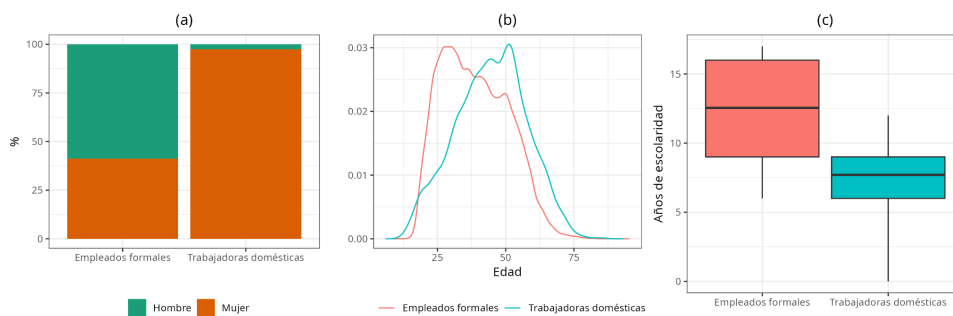 (a)
%
100
75
50
25
0
Empleados formales
Trabajadoras domésticas
Hombre
Mujer
(b)
0.03
0.02
0.01
0.00
25
50
75
Edad
Empleados formales
Trabajadoras domésticas
(c)
Años de escolaridad
15
10
5
0
Empleados formales
Trabajadoras domésticas